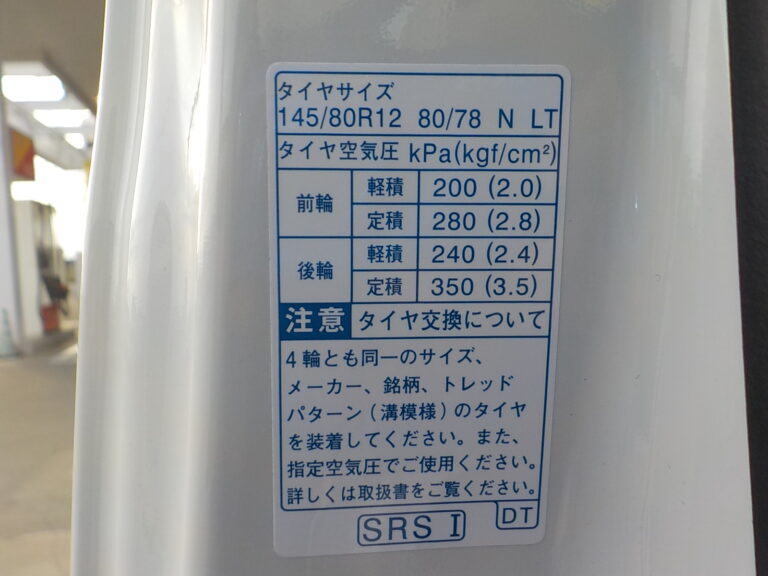 タイヤサイズ
145/80R12 80/78 N LT
タイヤ空気圧 kPa(kgf/cm²)
前輪 軽積 200 (2.0)
定積 280 (2.8)
後輪 軽積 240 (2.4)
定積 350 (3.5)
注意 タイヤ交換について
4輪とも同一のサイズ、
メーカー、銘柄、トレッド
パターン(溝模様)のタイヤ
を装着してください。また、
指定空気圧でご使用ください。
詳しくは取扱書をご覧ください。
SRS I DT